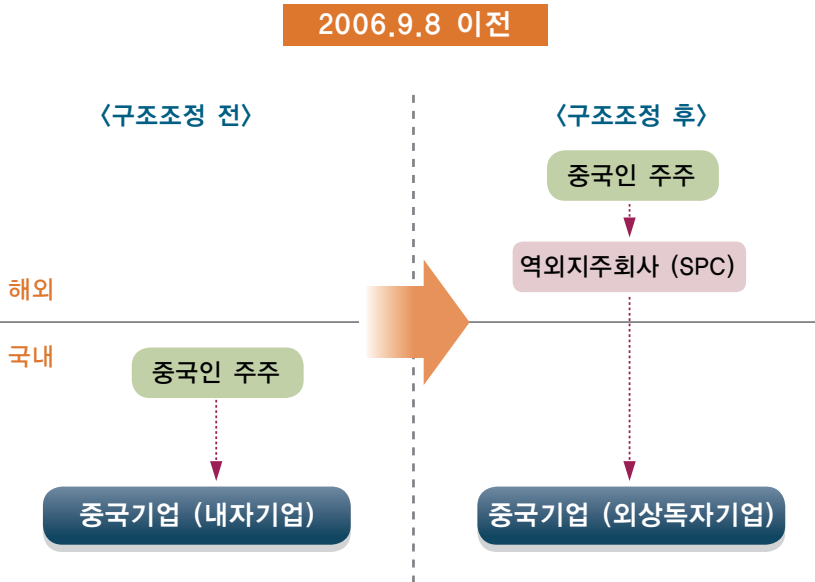 2006.9.8 이전
〈구조조정 전〉
〈구조조정 후〉
중국인 주주
역외지주회사 (SPC)
해외
국내
중국인 주주
중국기업 (내자기업)
중국기업 (외상독자기업)